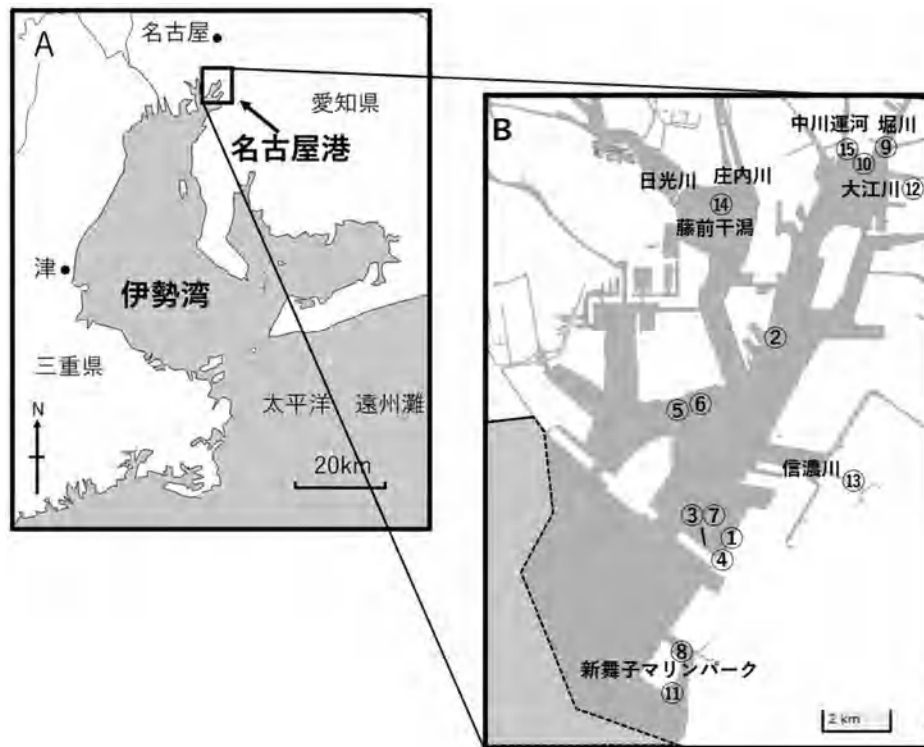 A
名古屋
愛知県
名古屋港
津
伊勢湾
三重県
太平洋 遠州灘
N
20km
B
中川運河 堀川
⑮ ⑨
⑩
大江川⑫
日光川 庄内川
⑭
藤前干潟
②
⑤ ⑥
信濃川
⑬
③ ⑦
①
④
⑧
新舞子マリンパーク
⑪
2 km